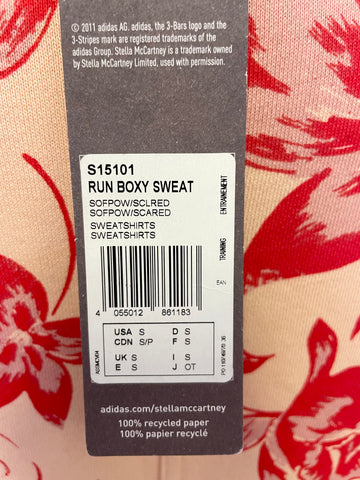 © 2011 adidas AG. adidas, the 3-Bars logo and the
3-Stripes mark are registered trademarks of the
adidas Group. Stella McCartney is a trademark owned
by Stella McCartney Limited, used with permission.
S15101
RUN BOXY SWEAT
SOFPOW/SCLRED
SOFPOW/SCARED
SWEATSHIRTS
SWEATSHIRTS
ENTRAINEMENT
TRAINING
EAN
4 055012 861183
USA S D S
CDN S/P F S
UK S I S
E S J OT
adidas.com/stellamccartney
100% recycled paper
100% papier recyclé